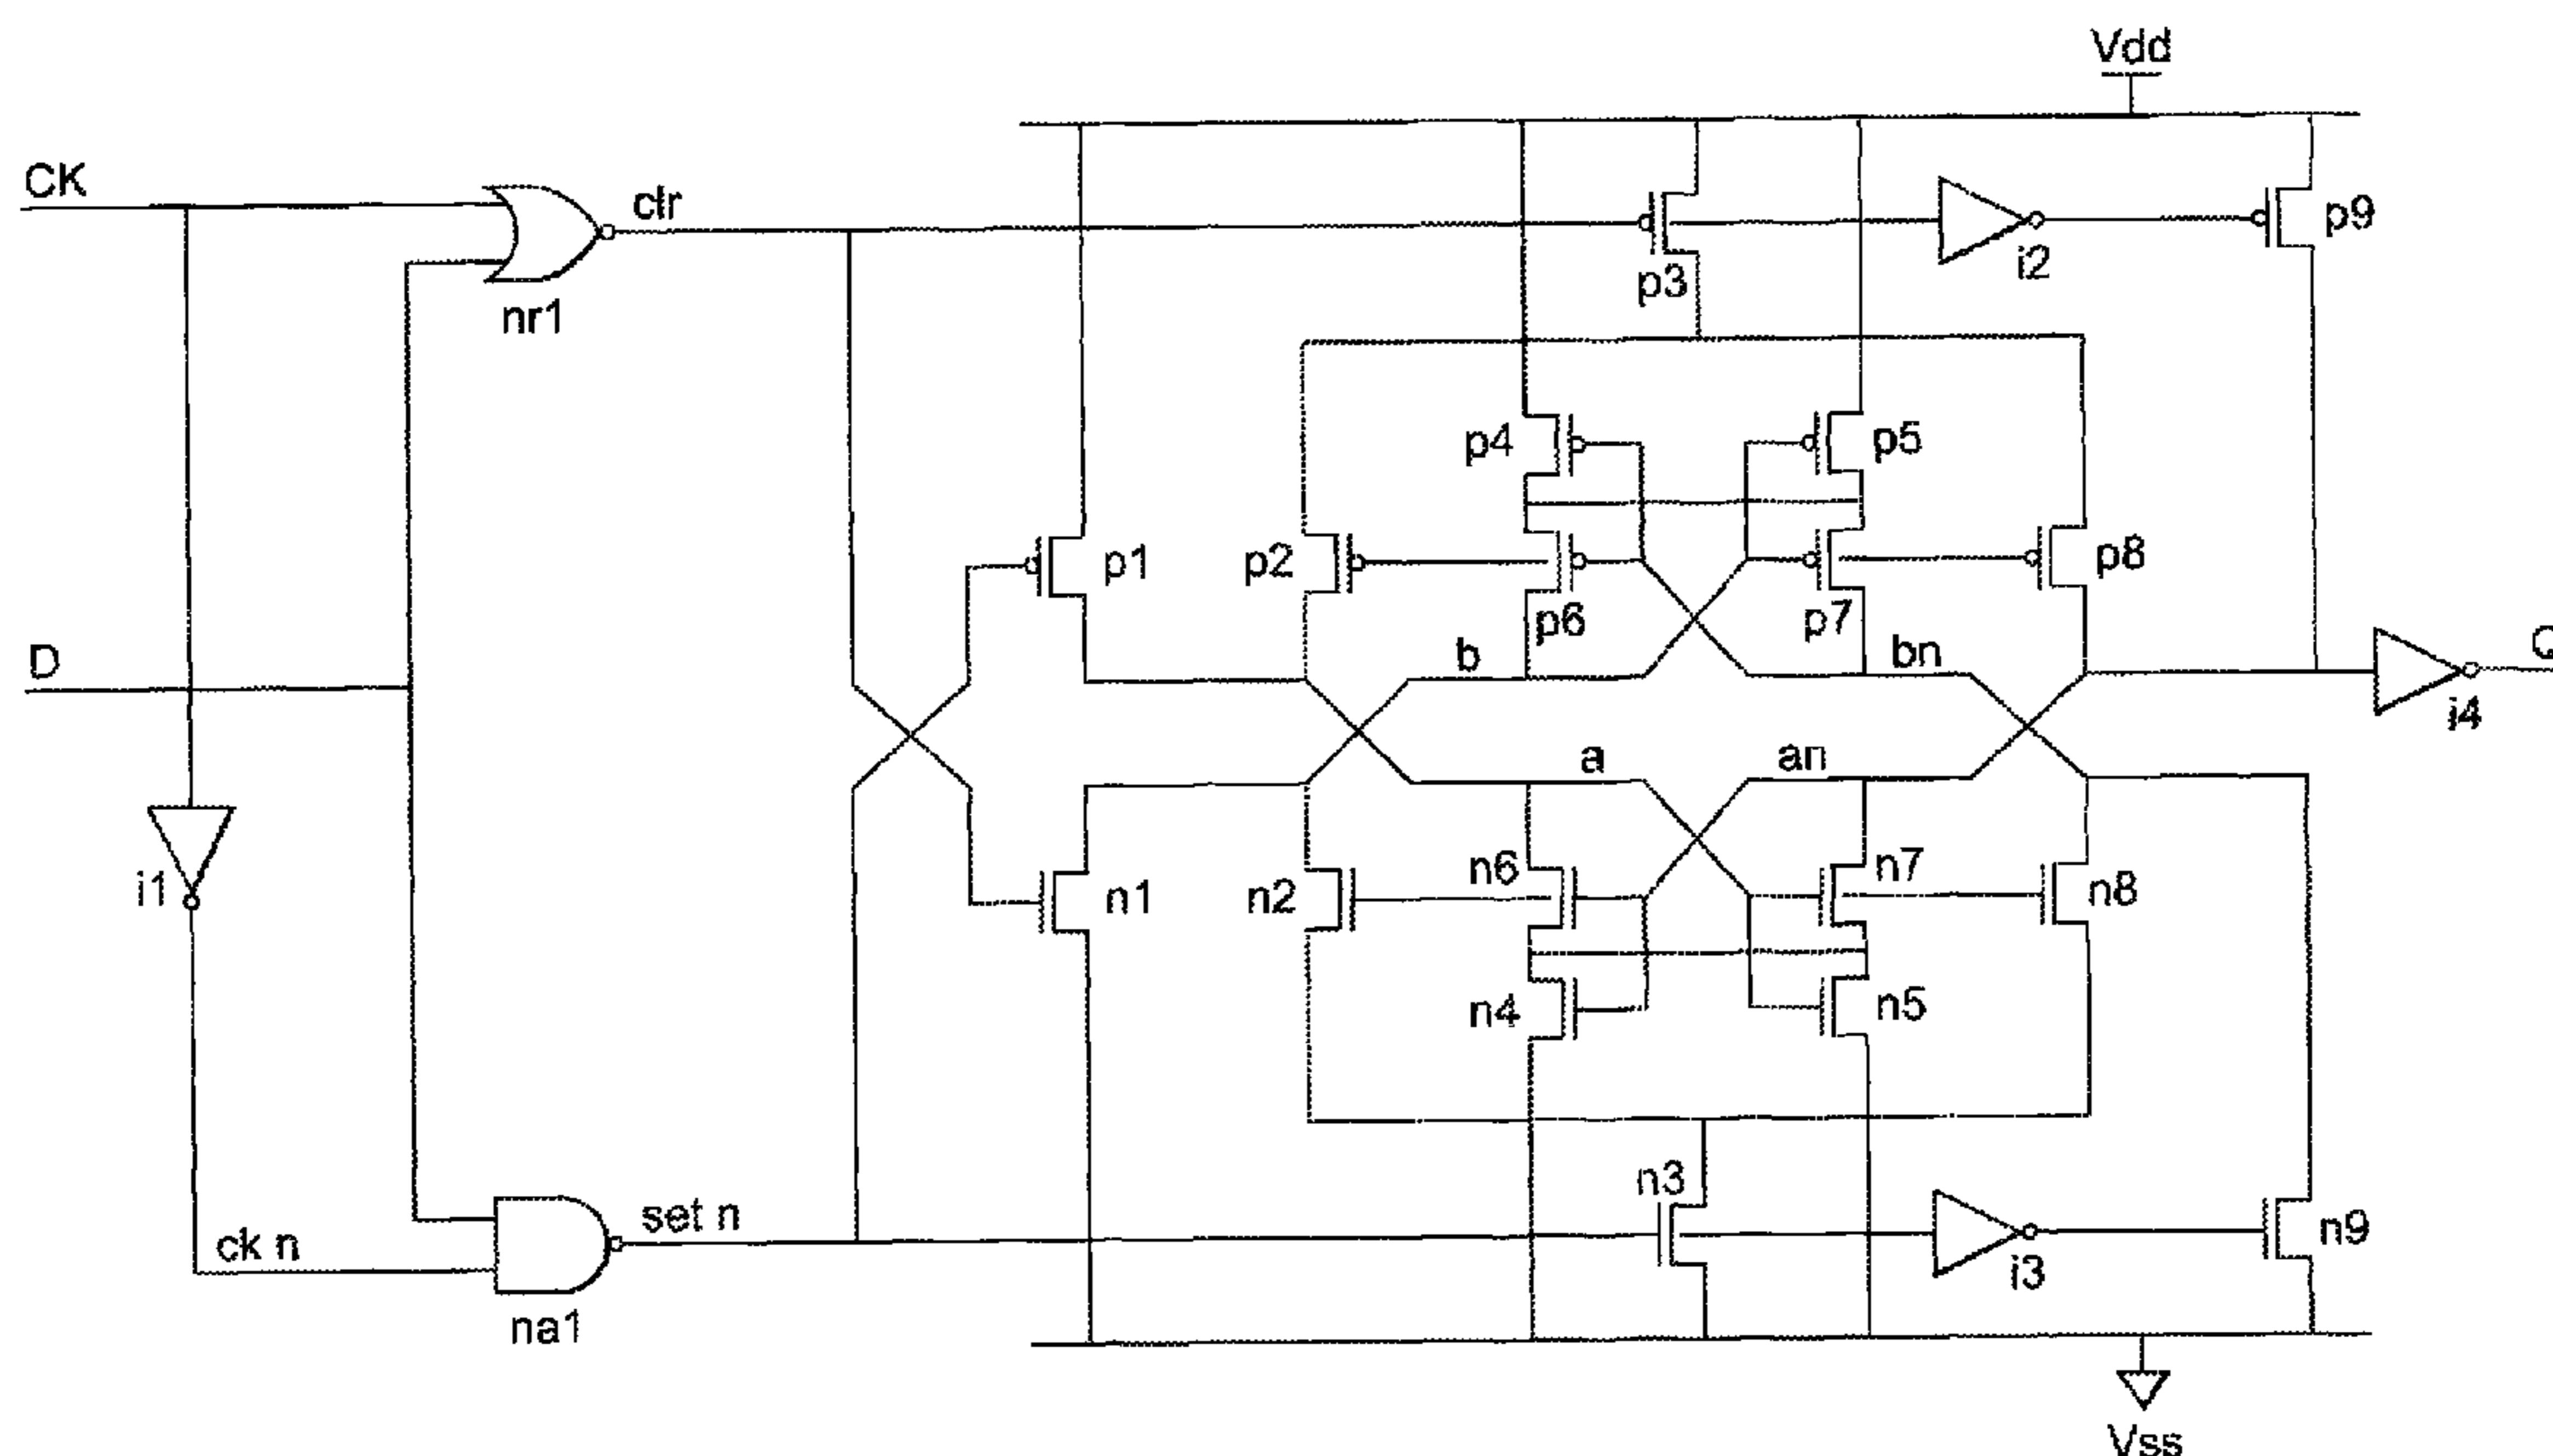 Vdd
CK
clr
p9
i2
p3
nr1
p4
p5
p1
p2
p8
p6
p7
b
bn
Q
D
i4
a
an
n6
n7
i1
n1
n2
n8
n4
n5
n3
set n
ck n
n9
i3
na1
Vss